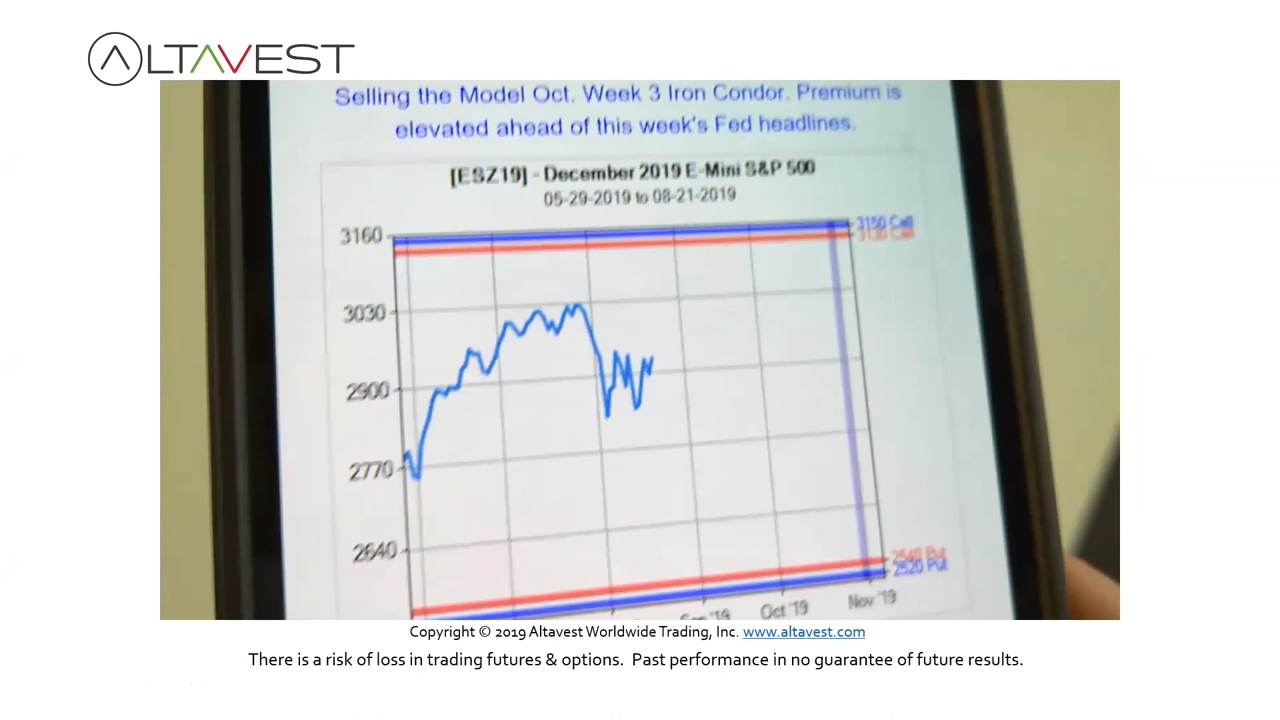 ALTAVEST
Selling the Model Oct. Week 3 Iron Condor. Premium is
elevated ahead of this week's Fed headlines.
[ESZ19] - December 2019 E-Mini S&P 500
05-29-2019 to 08-21-2019
3160
3150 Call
3130 Call
3030
2900
2770
2640
2540 Put
2520 Put
Sep '19
Oct '19
Nov '19
Copyright © 2019 Altavest Worldwide Trading, Inc. www.altavest.com
There is a risk of loss in trading futures & options. Past performance in no guarantee of future results.